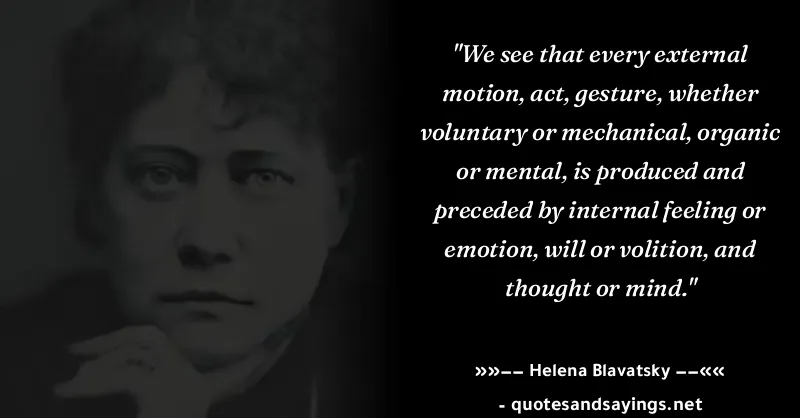 "We see that every external
motion, act, gesture, whether
voluntary or mechanical, organic
or mental, is produced and
preceded by internal feeling or
emotion, will or volition, and
thought or mind."
»»−− Helena Blavatsky −−««
- quotesandsayings.net